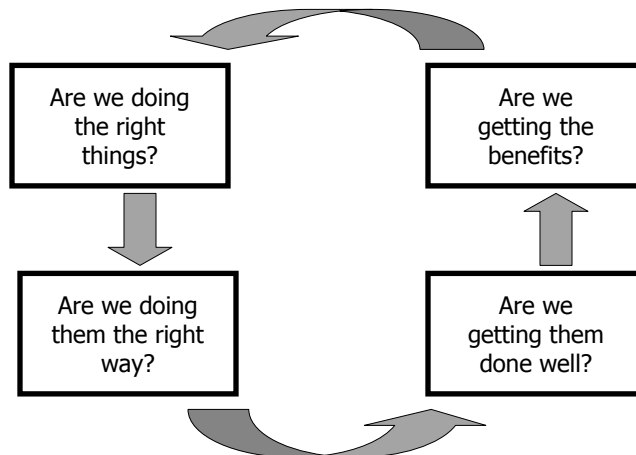 Are we doing
the right
things?
Are we
getting the
benefits?
Are we doing
them the right
way?
Are we
getting them
done well?